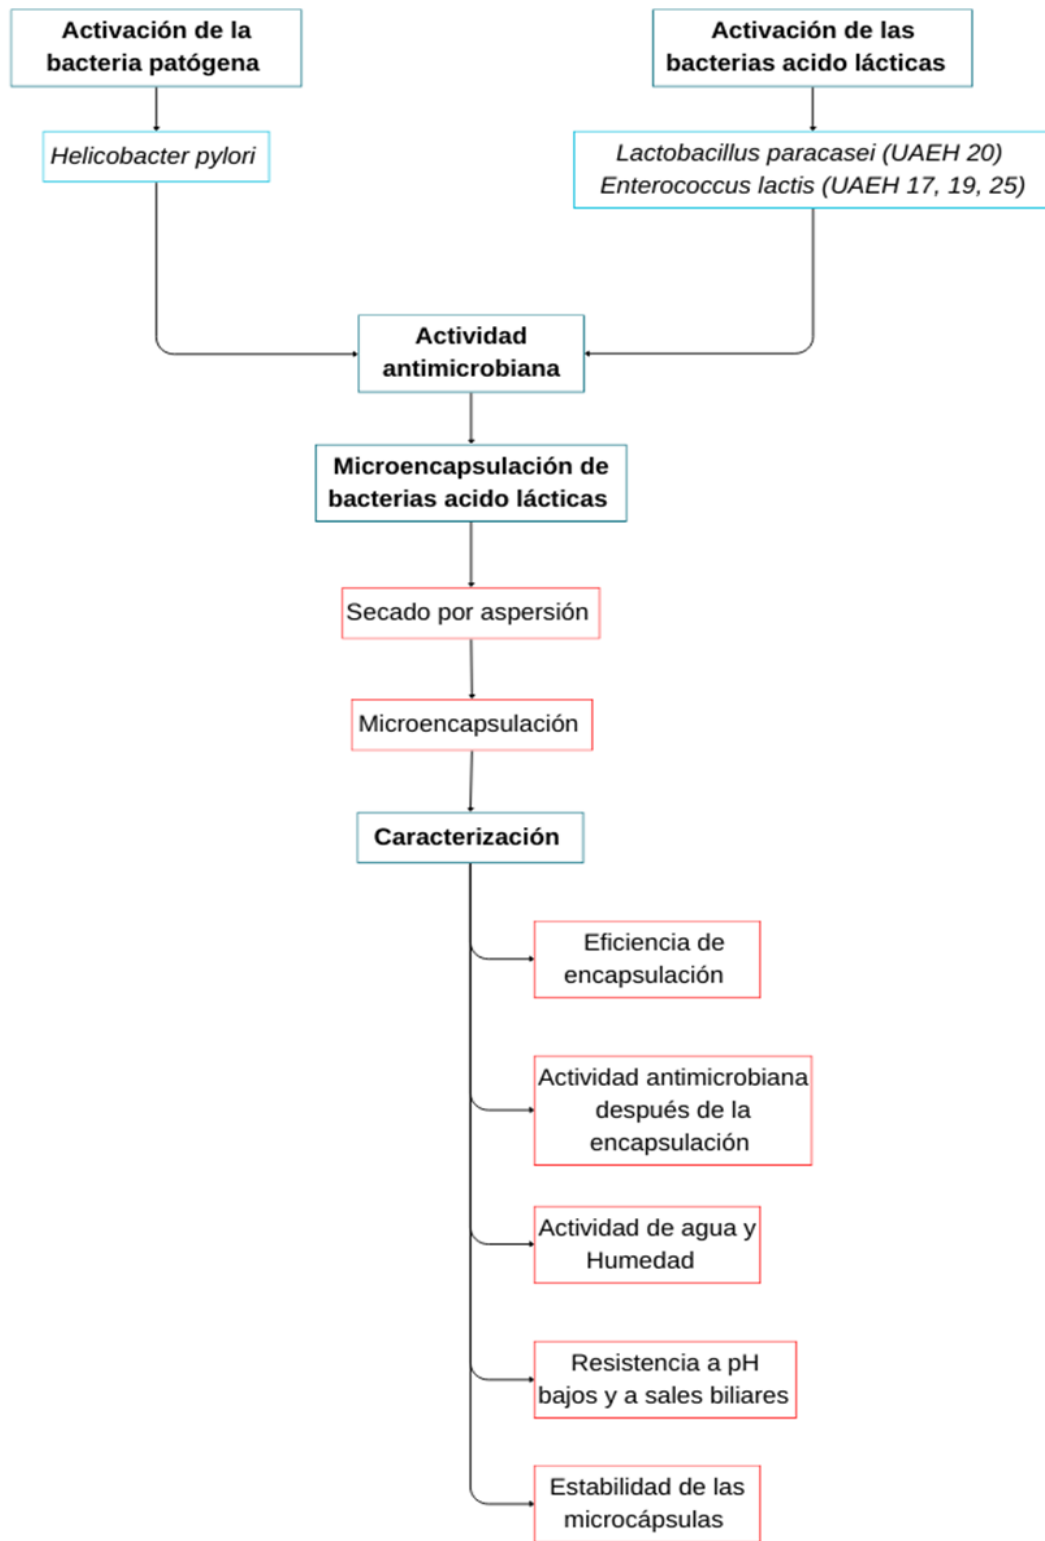 Activación de la
bacteria patógena
Activación de las
bacterias acido lácticas
Helicobacter pylori
Lactobacillus paracasei (UAEH 20)
Enterococcus lactis (UAEH 17, 19, 25)
Actividad
antimicrobiana
Microencapsulación de
bacterias acido lácticas
Secado por aspersión
Microencapsulación
Caracterización
Eficiencia de
encapsulación
Actividad antimicrobiana
después de la
encapsulación
Actividad de agua y
Humedad
Resistencia a pH
bajos y a sales biliares
Estabilidad de las
microcápsulas